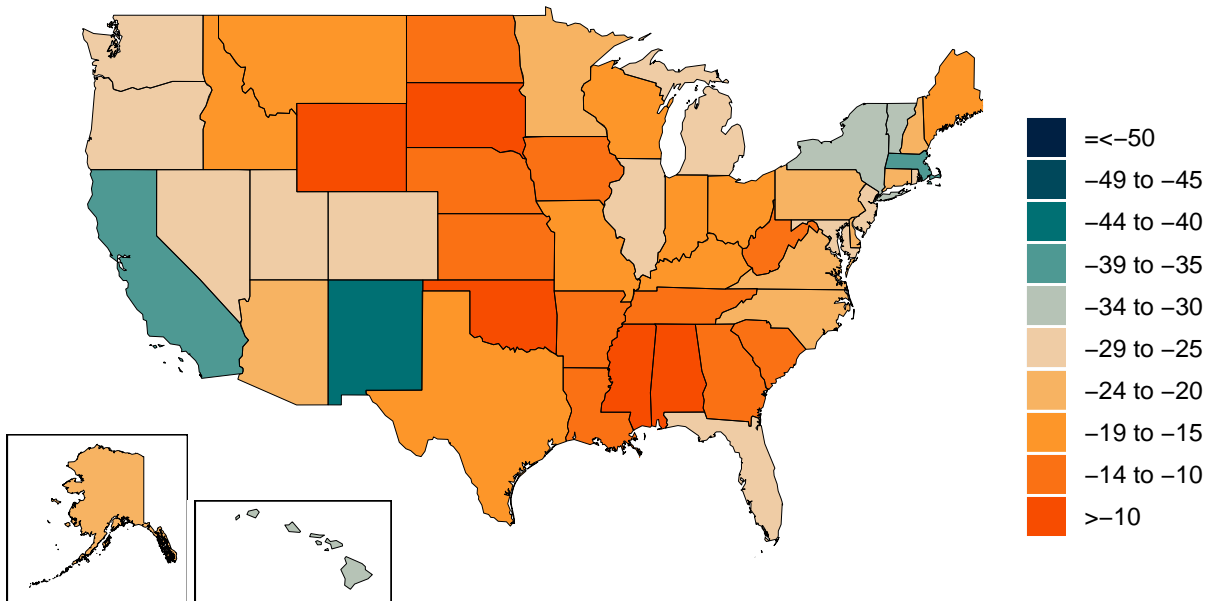 =<−50
−49 to −45
−44 to −40
−39 to −35
−34 to −30
−29 to −25
−24 to −20
−19 to −15
−14 to −10
>−10